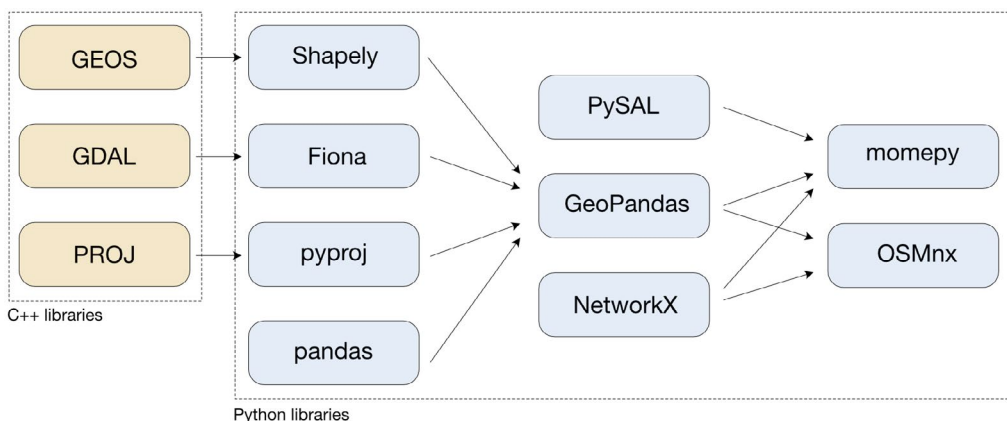 GEOS
GDAL
PROJ
C++ libraries
Shapely
Fiona
pyproj
pandas
PySAL
GeoPandas
NetworkX
momepy
OSMnx
Python libraries